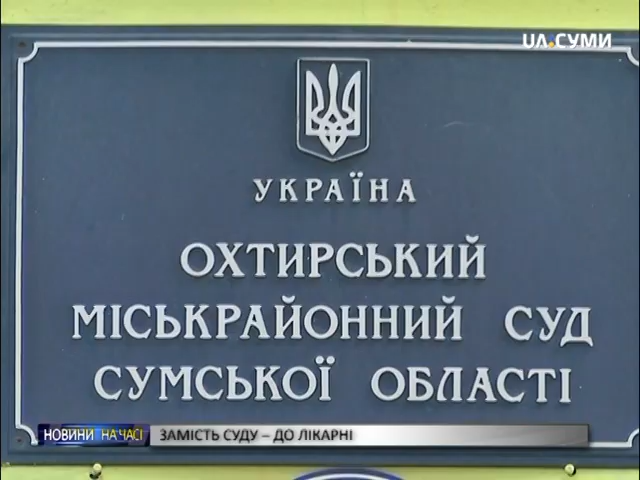 UA:СУМИ
УКРАЇНА
ОХТИРСЬКИЙ
МІСЬКРАЙОННИЙ СУД
СУМСЬКОЇ ОБЛАСТІ
НОВИНИ НА ЧАСІ ЗАМІСТЬ СУДУ – ДО ЛІКАРНІ